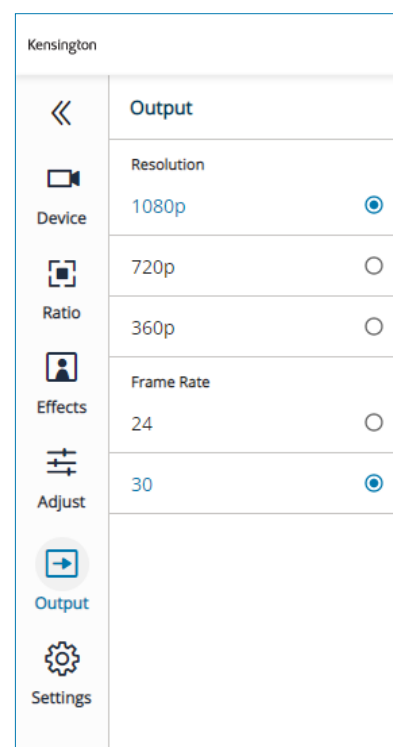 Kensington
Output
Resolution
1080p
720p
360p
Frame Rate
24
30
Device
Ratio
Effects
Adjust
Output
Settings